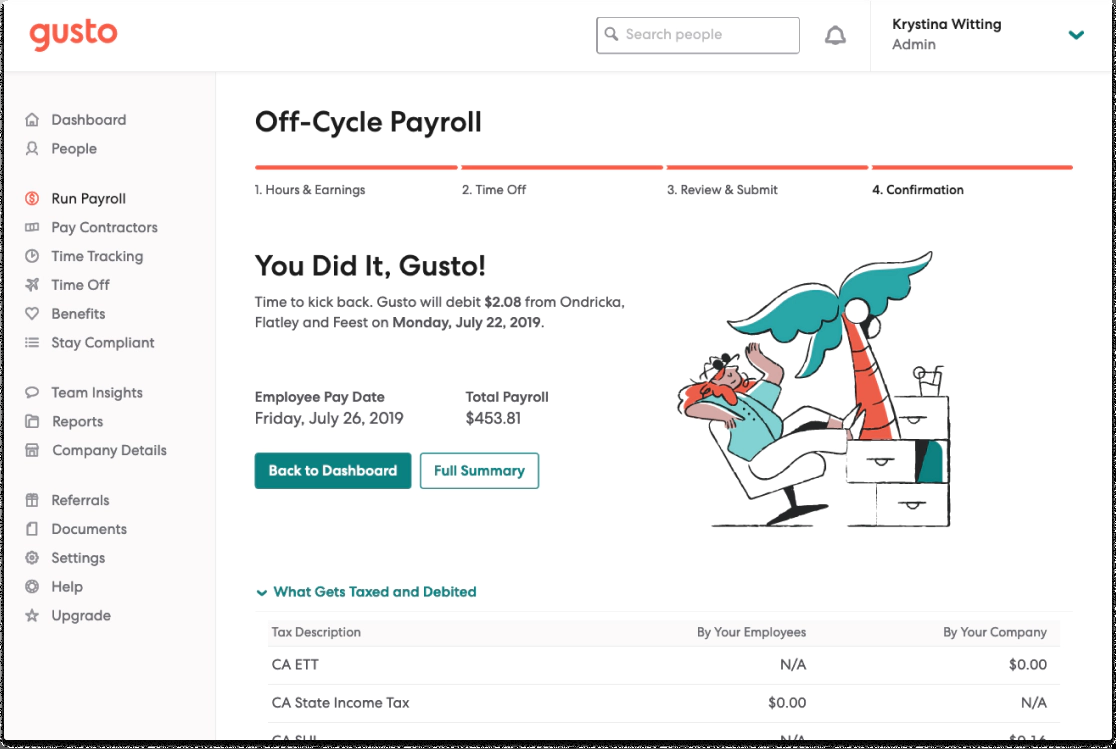 gusto
Search people
Krystina Witting
Admin
Dashboard
People
Run Payroll
Pay Contractors
Time Tracking
Time Off
Benefits
Stay Compliant
Team Insights
Reports
Company Details
Referrals
Documents
Settings
Help
Upgrade
Off-Cycle Payroll
1. Hours & Earnings
2. Time Off
3. Review & Submit
4. Confirmation
You Did It, Gusto!
Time to kick back. Gusto will debit $2.08 from Ondricka,
Flatley and Feest on Monday, July 22, 2019.
Employee Pay Date
Friday, July 26, 2019
Total Payroll
$453.81
Back to Dashboard
Full Summary
What Gets Taxed and Debited
Tax Description By Your Employees By Your Company
CA ETT N/A $0.00
CA State Income Tax $0.00 N/A
CA N/A